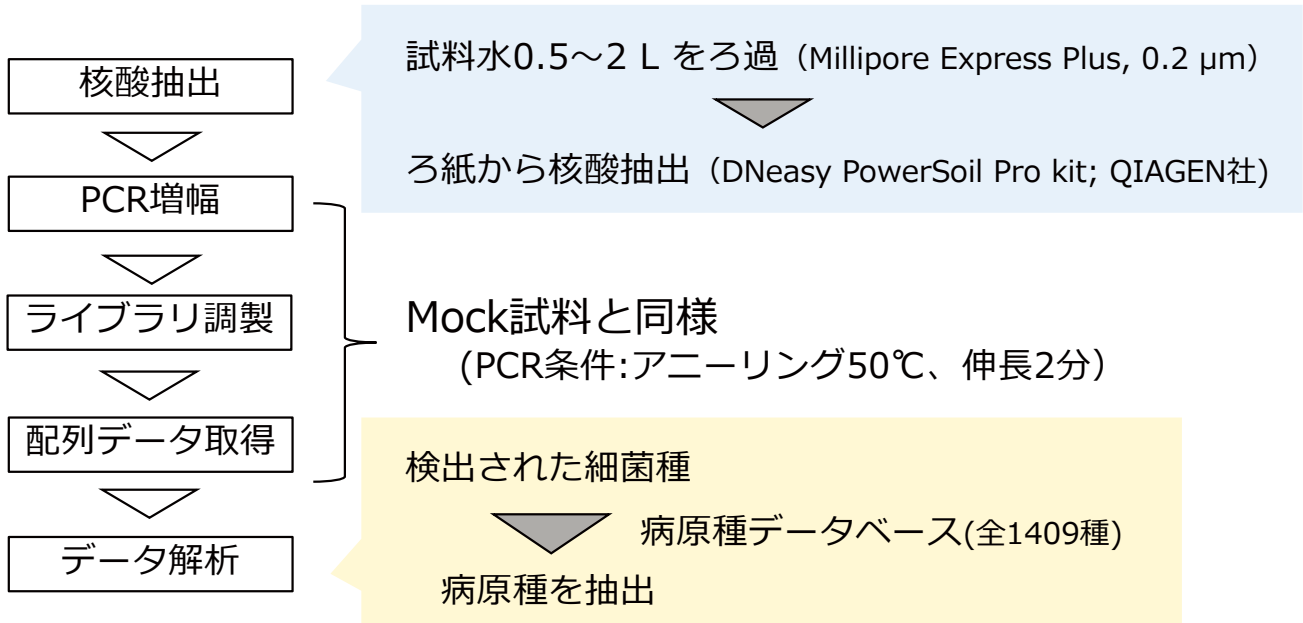 核酸抽出
PCR増幅
ライブラリ調製
配列データ取得
データ解析
試料水0.5～2 L をろ過（Millipore Express Plus, 0.2 µm）
ろ紙から核酸抽出（DNeasy PowerSoil Pro kit; QIAGEN社)
Mock試料と同様
(PCR条件:アニーリング50℃、伸長2分）
検出された細菌種
病原種データベース(全1409種)
病原種を抽出